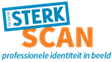 STERK
SCAN
professionele identiteit in beeld